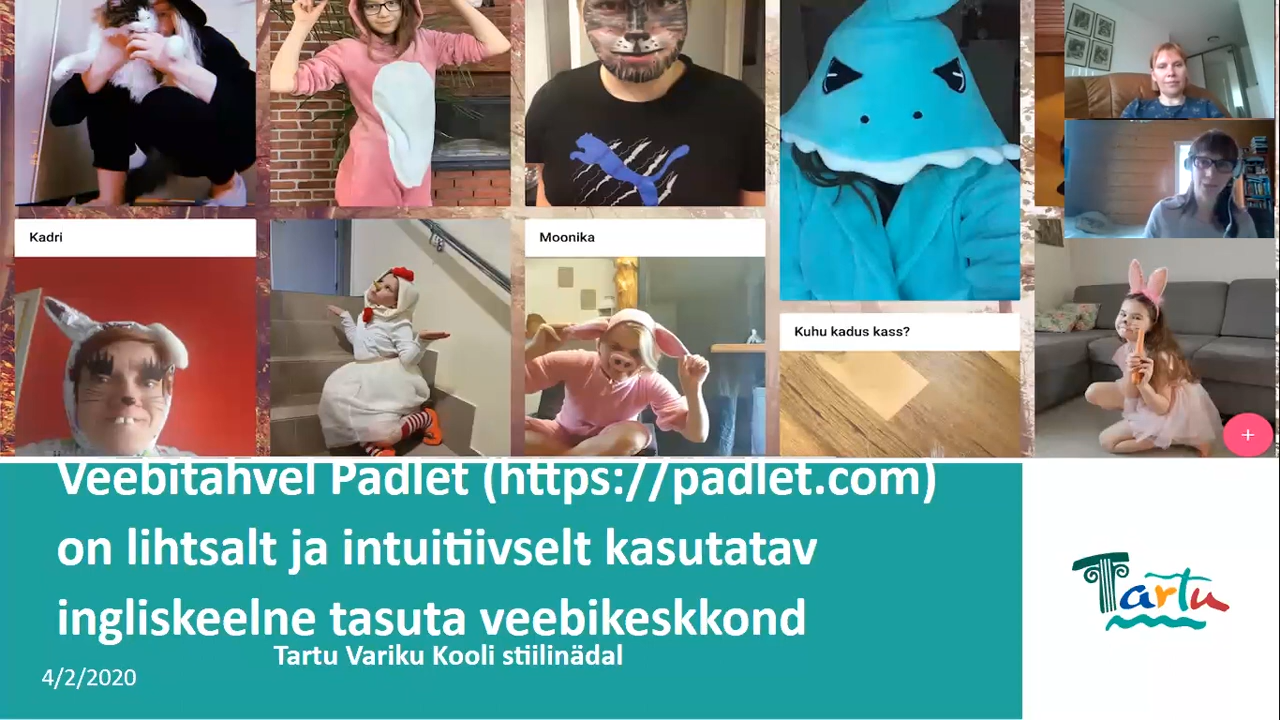 Kadri
Moonika
Kuhu kadus kass?
Veebitahvel Padlet (https://padlet.com)
on lihtsalt ja intuitiivselt kasutatav
ingliskeelne tasuta veebikeskkond
Tartu Variku Kooli stiilinädal
4/2/2020
Tartu